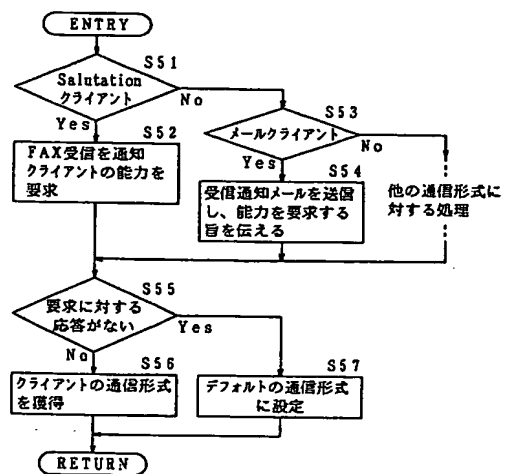 ENTRY
S51
Salutation
クライアント
No
Yes
S52
FAX受信を通知
クライアントの能力を
要求
S53
メールクライアント
No
Yes
S54
受信通知メールを送信
し、能力を要求する
旨を伝える
他の通信形式に
対する処理
S55
要求に対する
応答がない
Yes
No
S56
クライアントの通信形式
を獲得
S57
デフォルトの通信形式
に設定
RETURN